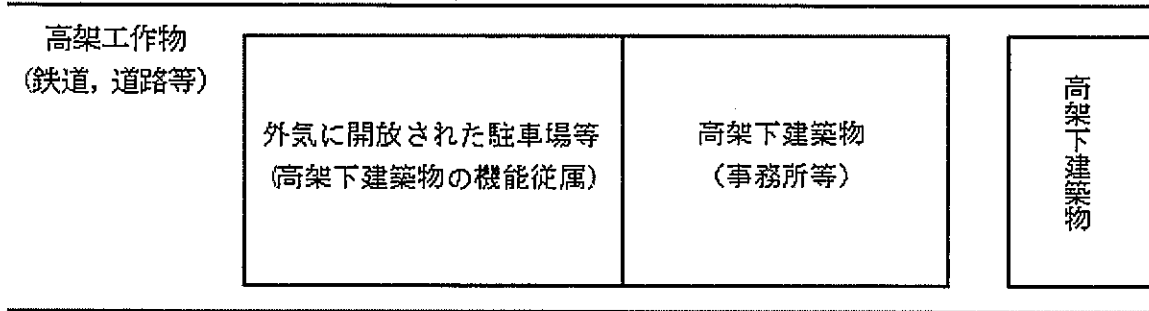 高架工作物
(鉄道，道路等)
外気に開放された駐車場等
(高架下建築物の機能従属)
高架下建築物
(事務所等)
高架下建築物